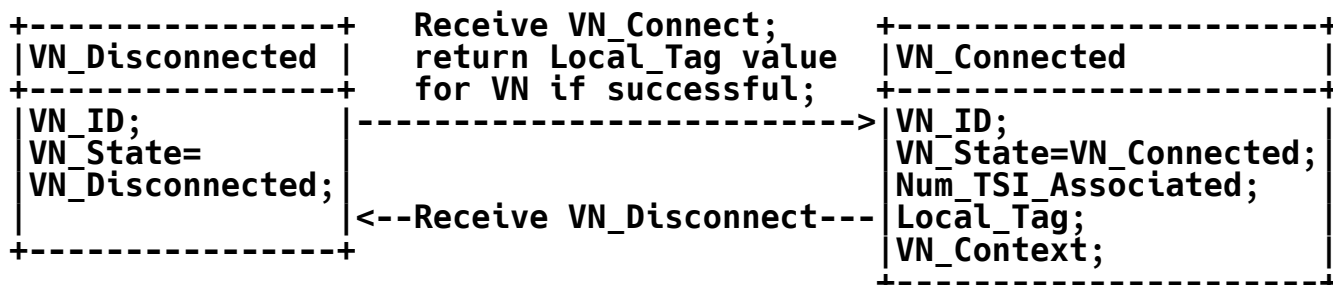 +----------------+   Receive VN_Connect;     +----------------------+
|VN_Disconnected |   return Local_Tag value  |VN_Connected          |
+----------------+   for VN if successful;   +----------------------+
|VN_ID;          |-------------------------->|VN_ID;                |
|VN_State=       |                           |VN_State=VN_Connected;|
|VN_Disconnected;|                           |Num_TSI_Associated;   |
|                |<--Receive VN_Disconnect---|Local_Tag;            |
+----------------+                           |VN_Context;           |
                                             +----------------------+